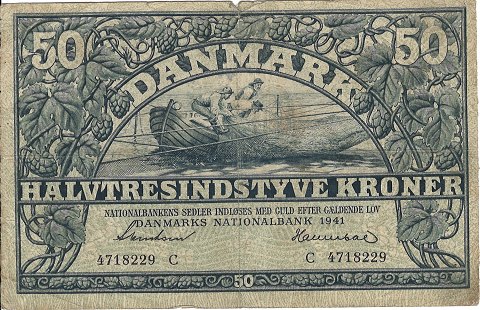 50 50
DANMARK
HALVTRESINDSTYVE KRONER
NATIONALBANKENS SEDLER INDLØSES MED GULD EFTER GÆLDENDE LOV
DANMARKS NATIONALBANK 1941
4718229 C C 4718229
50